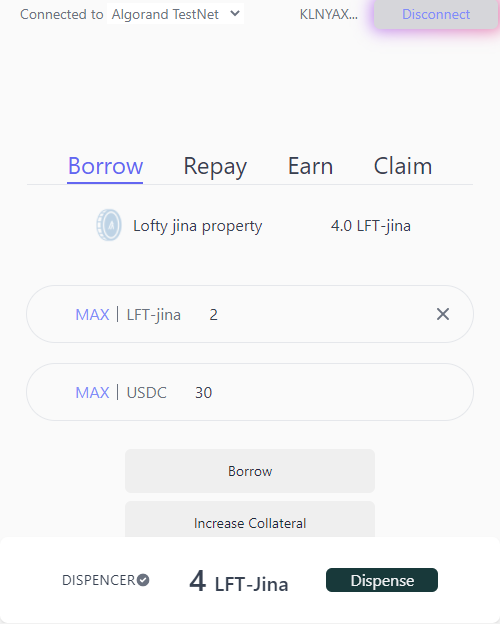 Connected to Algorand TestNet KLNYAX... Disconnect
Borrow Repay Earn Claim
Lofty jina property 4.0 LFT-jina
MAX | LFT-jina 2
MAX | USDC 30
Borrow
Increase Collateral
DISPENCER 4 LFT-Jina Dispense